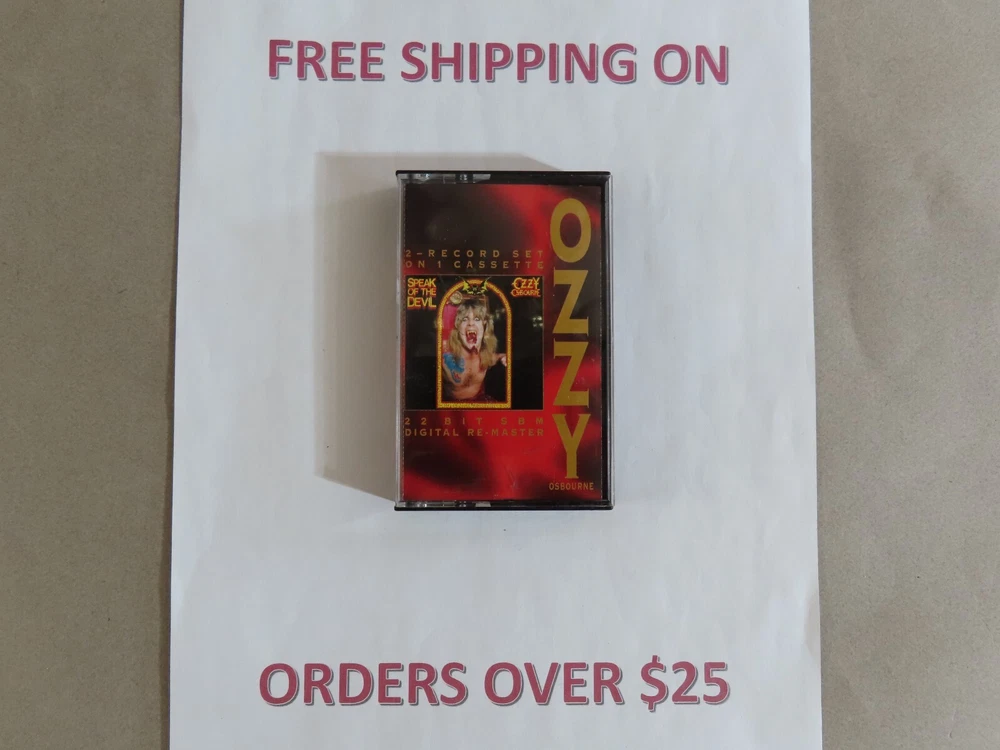 FREE SHIPPING ON
2-RECORD SET
ON 1 CASSETTE
SPEAK
OF THE
DEVIL
OZZY
OSBOURNE
22 BIT SBM
DIGITAL RE-MASTER
OZZY
OSBOURNE
ORDERS OVER $25